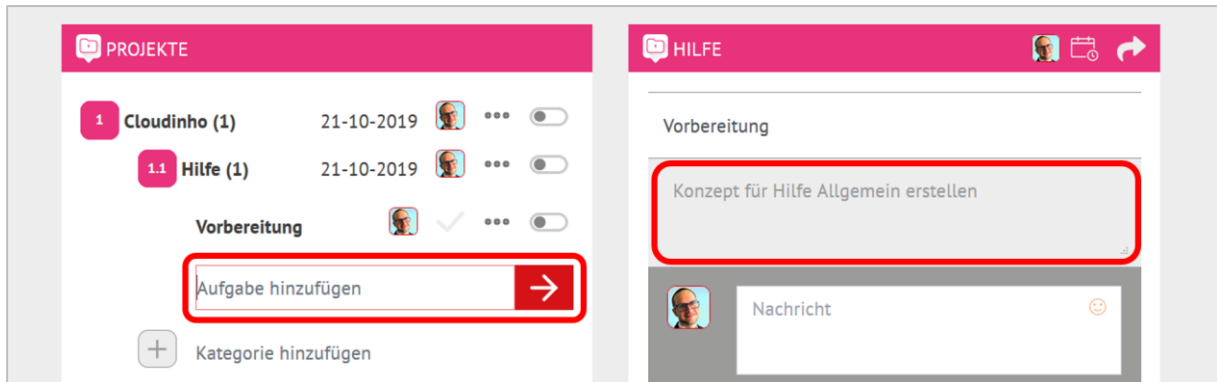 PROJEKTE
1 Cloudinho (1) 21-10-2019
1.1 Hilfe (1) 21-10-2019
Vorbereitung
Aufgabe hinzufügen
Kategorie hinzufügen
HILFE
Vorbereitung
Konzept für Hilfe Allgemein erstellen
Nachricht